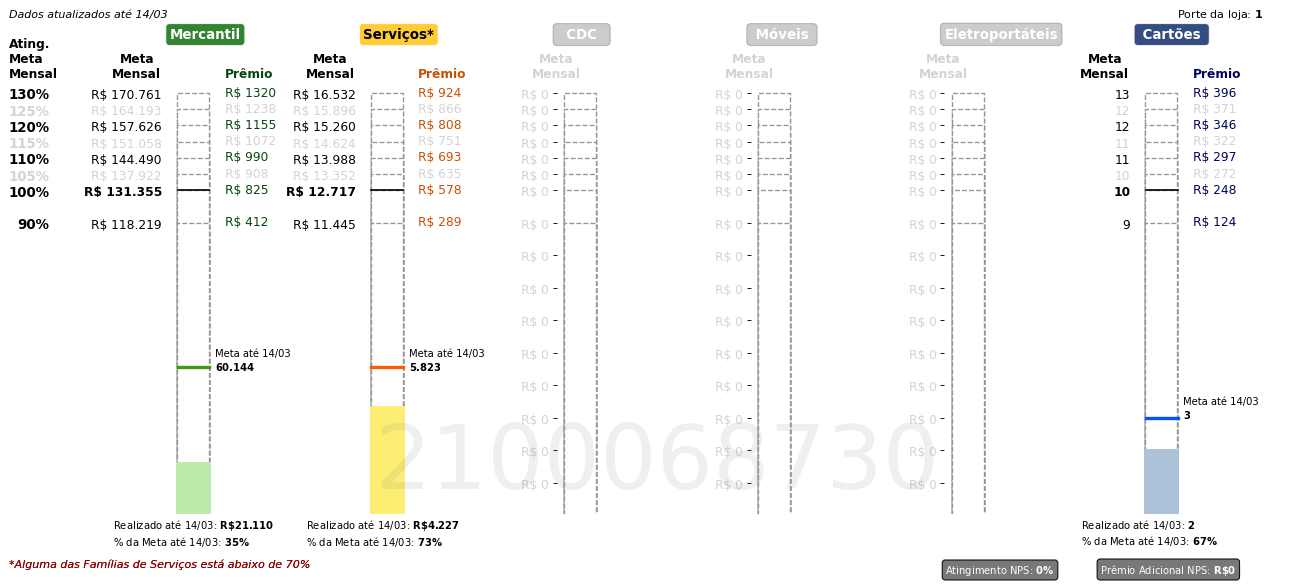 Dados atualizados até 14/03
Porte da loja: 1
Mercantil Serviços* CDC Móveis Eletroportáteis Cartões
Ating. Meta Mensal
Meta Mensal Prêmio Meta Mensal Prêmio Meta Mensal Meta Mensal Meta Mensal Meta Mensal Prêmio
130% R$ 170.761 R$ 1320 R$ 16.532 R$ 924 R$ 0 R$ 0 R$ 0 13 R$ 396
125% R$ 164.193 R$ 1238 R$ 15.896 R$ 866 R$ 0 R$ 0 R$ 0 12 R$ 371
120% R$ 157.626 R$ 1155 R$ 15.260 R$ 808 R$ 0 R$ 0 R$ 0 12 R$ 346
115% R$ 151.058 R$ 1072 R$ 14.624 R$ 751 R$ 0 R$ 0 R$ 0 11 R$ 322
110% R$ 144.490 R$ 990 R$ 13.988 R$ 693 R$ 0 R$ 0 R$ 0 11 R$ 297
105% R$ 137.922 R$ 908 R$ 13.352 R$ 635 R$ 0 R$ 0 R$ 0 10 R$ 272
100% R$ 131.355 R$ 825 R$ 12.717 R$ 578 R$ 0 R$ 0 R$ 0 10 R$ 248
90% R$ 118.219 R$ 412 R$ 11.445 R$ 289 R$ 0 R$ 0 R$ 0 9 R$ 124
R$ 0 R$ 0 R$ 0
R$ 0 R$ 0 R$ 0
R$ 0 R$ 0 R$ 0
Meta até 14/03 Meta até 14/03 R$ 0 R$ 0 R$ 0
60.144 5.823
R$ 0 R$ 0 R$ 0
Meta até 14/03
3
R$ 0 R$ 0 R$ 0
R$ 0 R$ 0 R$ 0
2100068730
R$ 0 R$ 0 R$ 0
Realizado até 14/03: R$21.110 Realizado até 14/03: R$4.227 Realizado até 14/03: 2
% da Meta até 14/03: 35% % da Meta até 14/03: 73% % da Meta até 14/03: 67%
*Alguma das Famílias de Serviços está abaixo de 70%
Atingimento NPS: 0% Prêmio Adicional NPS: R$0